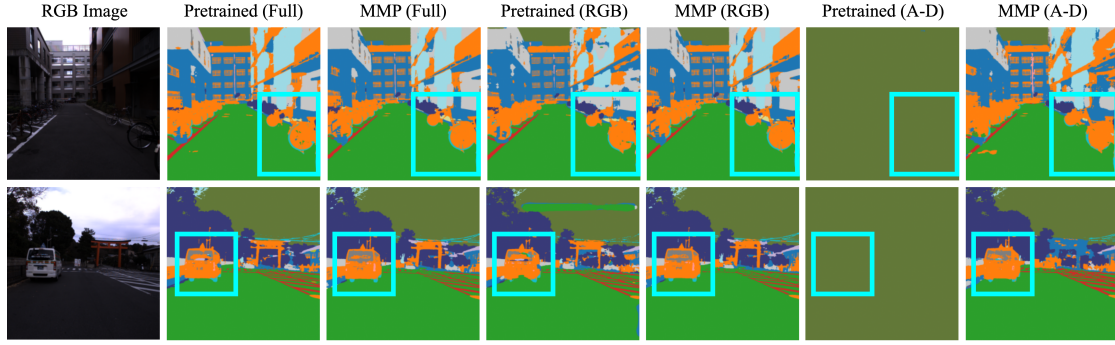 RGB Image Pretrained (Full) MMP (Full) Pretrained (RGB) MMP (RGB) Pretrained (A-D) MMP (A-D)